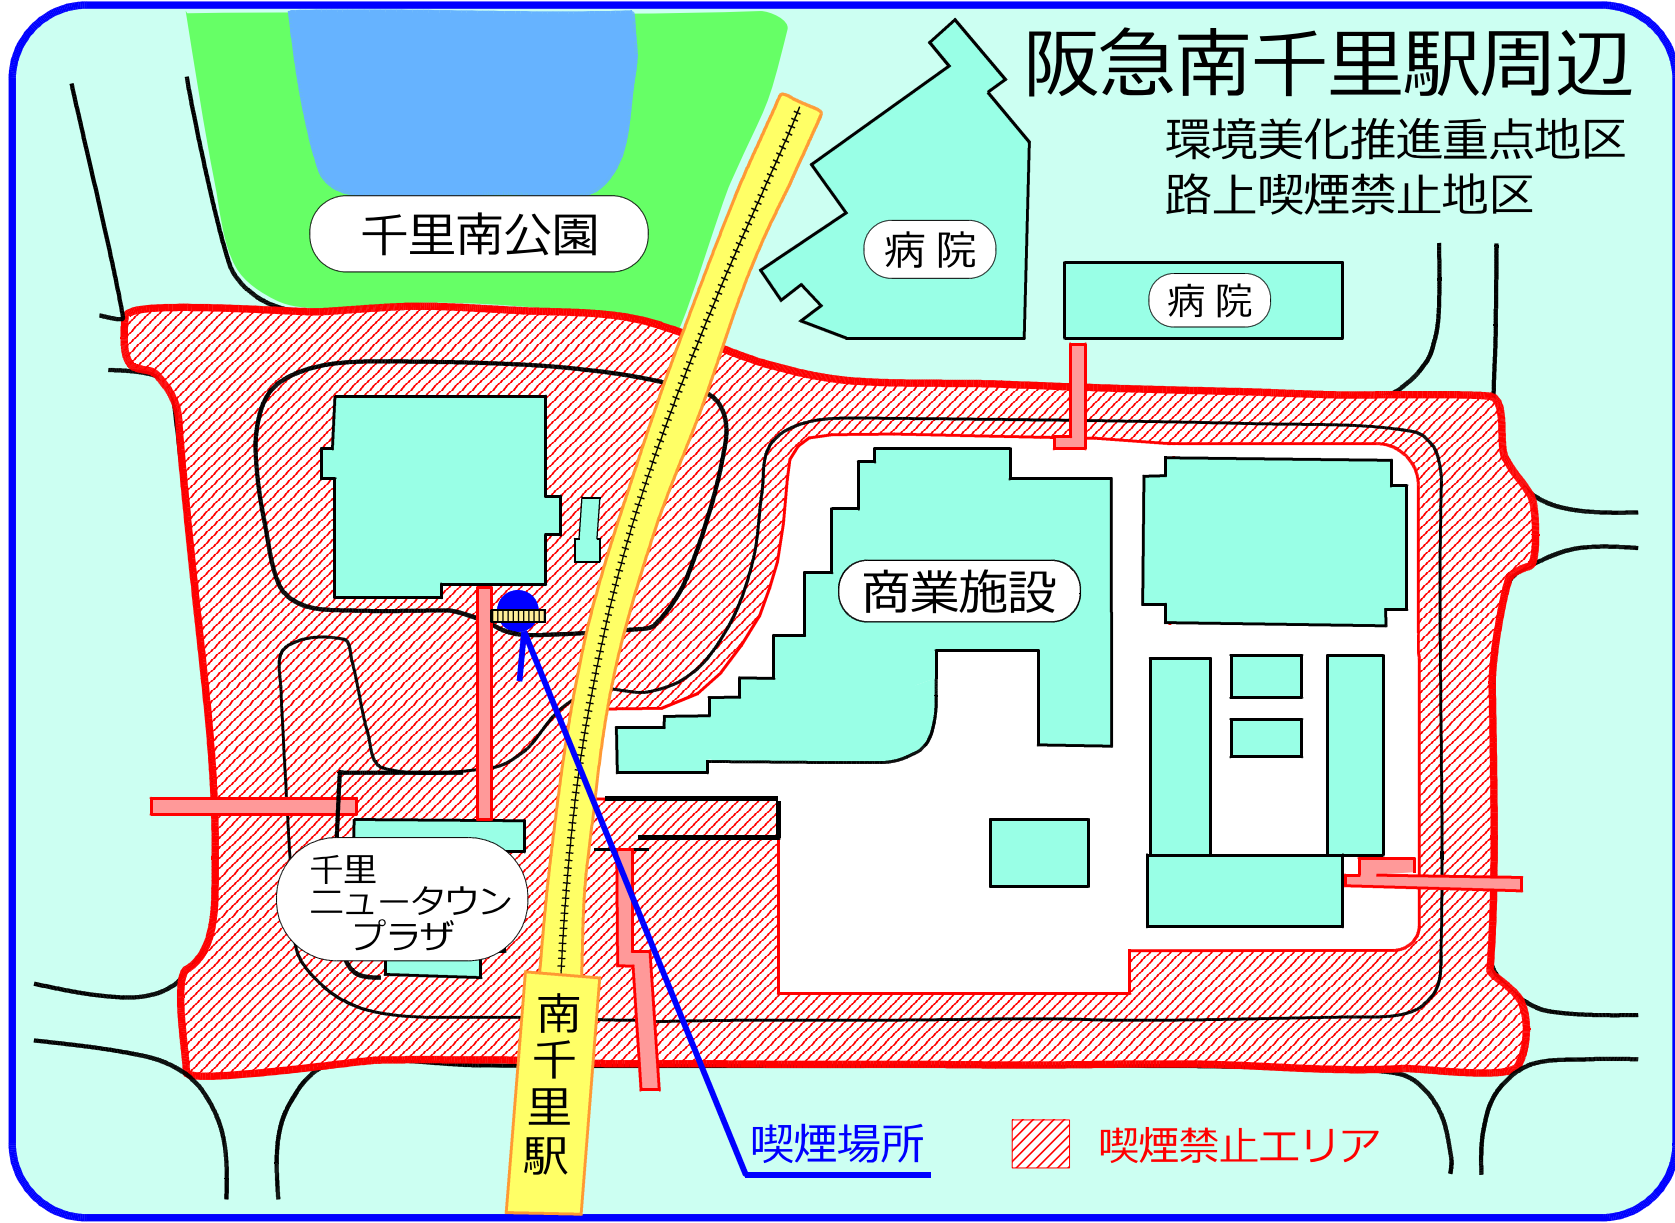 阪急南千里駅周辺
環境美化推進重点地区
路上喫煙禁止地区
千里南公園
病院
病院
商業施設
千里
ニュータウン
プラザ
南千里駅
喫煙場所
喫煙禁止エリア